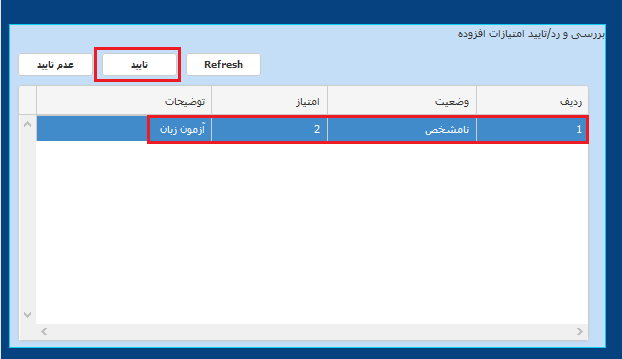 بررسی و رد/تایید امتیازات افزوده
Refresh تایید عدم تایید
ردیف وضعیت امتیاز توضیحات
1 نامشخص 2 آزمون زبان